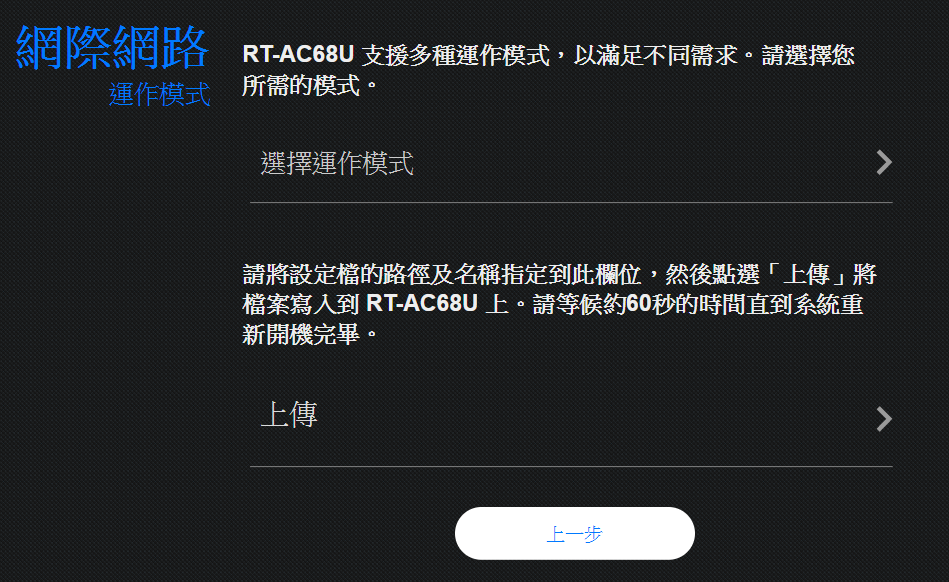 網際網路
運作模式
RT-AC68U 支援多種運作模式，以滿足不同需求。請選擇您
所需的模式。
選擇運作模式
請將設定檔的路徑及名稱指定到此欄位，然後點選「上傳」將
檔案寫入到 RT-AC68U 上。請等候約60秒的時間直到系統重
新開機完畢。
上傳
上一步